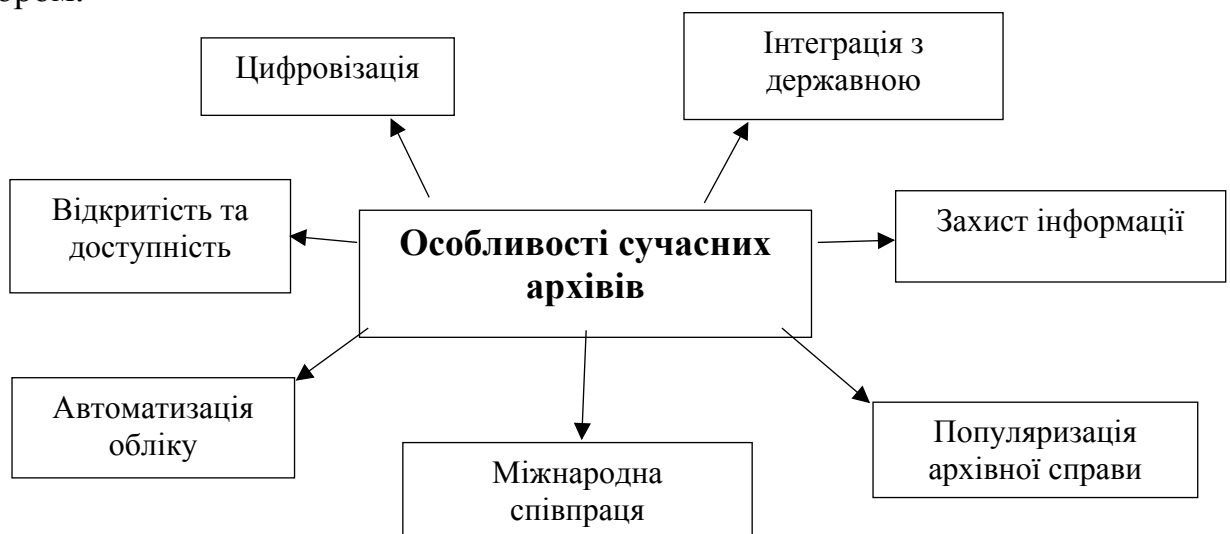 Цифровізація
Інтеграція з
державною
Відкритість та
доступність
Особливості сучасних
архівів
Захист інформації
Автоматизація
обліку
Міжнародна
співпраця
Популяризація
архівної справи